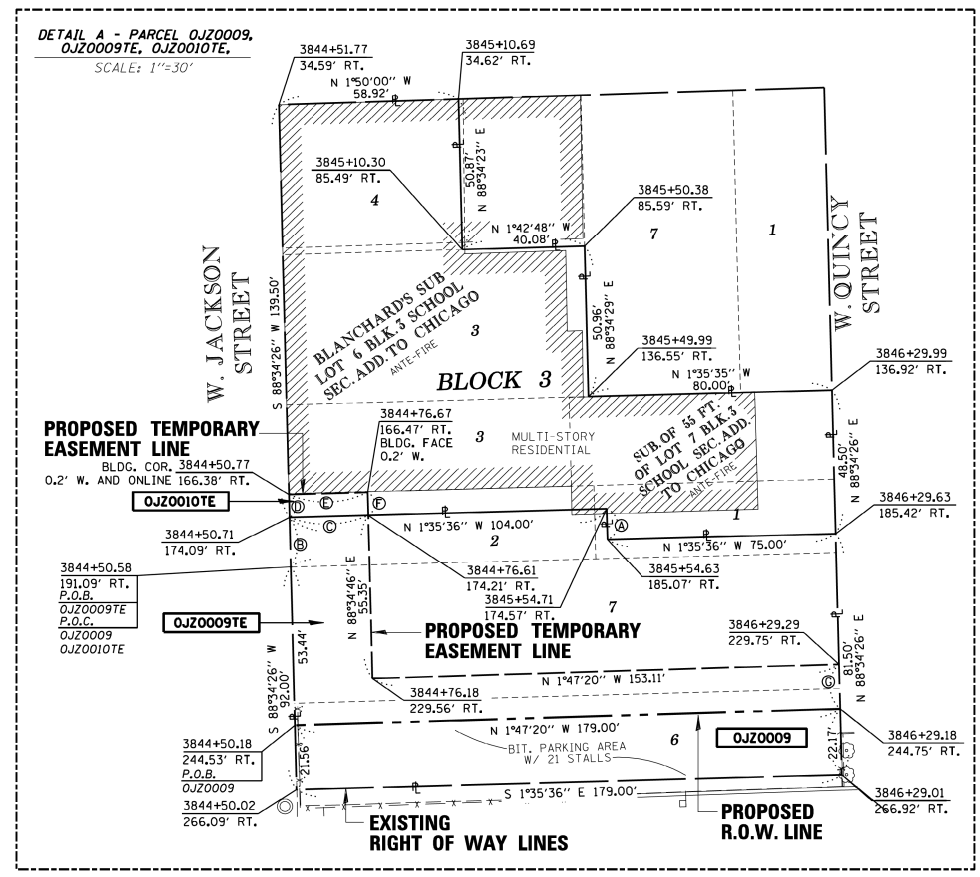 DETAIL A - PARCEL OJZ0009,
OJZ0009TE, OJZ0010TE,
SCALE: 1"=30'
3844+51.77
34.59' RT.
3845+10.69
34.62' RT.
N 1°50'00" W
58.92'
50.87'
N 88°34'23" E
3845+10.30
85.49' RT.
4
N 1°42'48" W
40.08'
3845+50.38
85.59' RT.
7
1
W. QUINCY
STREET
W. JACKSON
STREET
S 88°34'26" W 139.50'
BLANCHARD'S SUB
LOT 6 BLK.3 SCHOOL
SEC. ADD. TO CHICAGO
ANTE-FIRE
3
50.96'
N 88°34'29" E
3845+49.99
136.55' RT.
N 1°35'35" W
80.00'
3846+29.99
136.92' RT.
BLOCK 3
3844+76.67
166.47' RT.
BLDG. FACE
0.2' W.
3
MULTI-STORY
RESIDENTIAL
SUB. OF 55 FT.
OF LOT 7 BLK.3
SCHOOL SEC. ADD.
TO CHICAGO
ANTE-FIRE
48.50'
N 88°34'26" E
PROPOSED TEMPORARY
EASEMENT LINE
BLDG. COR. 3844+50.77
0.2' W. AND ONLINE 166.38' RT.
OJZ0010TE
D
E
F
C
B
A
N 1°35'36" W 104.00'
1
2
3846+29.63
185.42' RT.
3844+50.71
174.09' RT.
N 1°35'36" W 75.00'
3844+76.61
174.21' RT.
3845+54.63
185.07' RT.
3845+54.71
174.57' RT.
3844+50.58
191.09' RT.
P.O.B.
OJZ0009TE
P.O.C.
OJZ0009
OJZ0010TE
OJZ0009TE
N 88°34'46" E
55.35'
7
PROPOSED TEMPORARY
EASEMENT LINE
3846+29.29
229.75' RT.
81.50'
N 88°34'26" E
53.44'
S 88°34'26" W
92.00'
N 1°47'20" W 153.11'
G
3844+76.18
229.56' RT.
N 1°47'20" W 179.00'
6
OJZ0009
BIT. PARKING AREA
W/ 21 STALLS
3846+29.18
244.75' RT.
3844+50.18
244.53' RT.
P.O.B.
OJZ0009
21.56'
22.17'
3844+50.02
266.09' RT.
S 1°35'36" E 179.00'
3846+29.01
266.92' RT.
EXISTING
RIGHT OF WAY LINES
PROPOSED
R.O.W. LINE